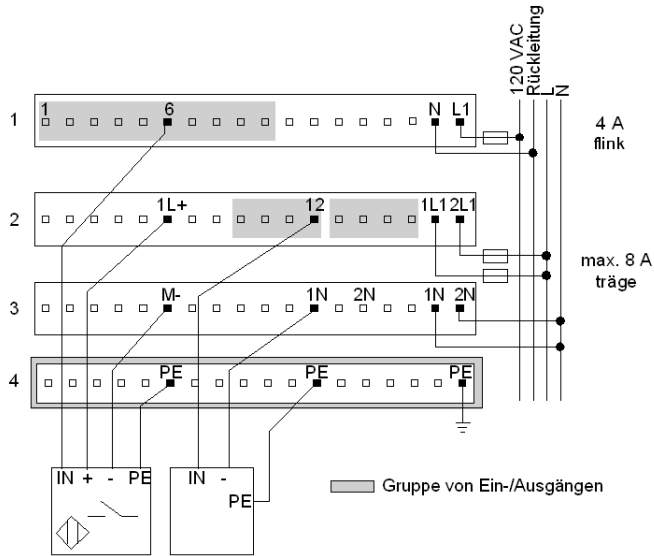 120 VAC
Rückleitung
L
N
1
1 6 N L1
4 A
flink
2
1L+ 12 1L1 2L1
max. 8 A
träge
3
M- 1N 2N 1N 2N
4
PE PE PE
IN + - PE
IN -
PE
Gruppe von Ein-/Ausgängen